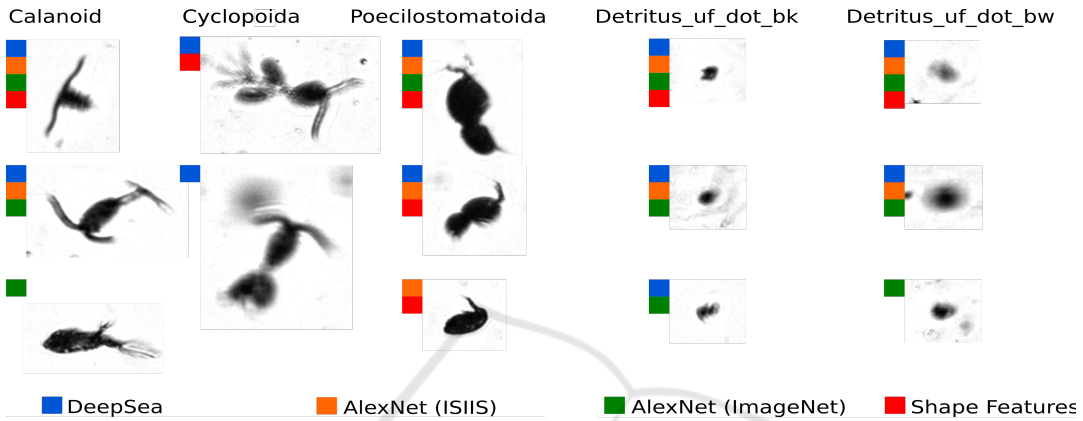 Calanoid Cyclopoida Poecilostomatoida Detritus_uf_dot_bk Detritus_uf_dot_bw
DeepSea AlexNet (ISIIS) AlexNet (ImageNet) Shape Features